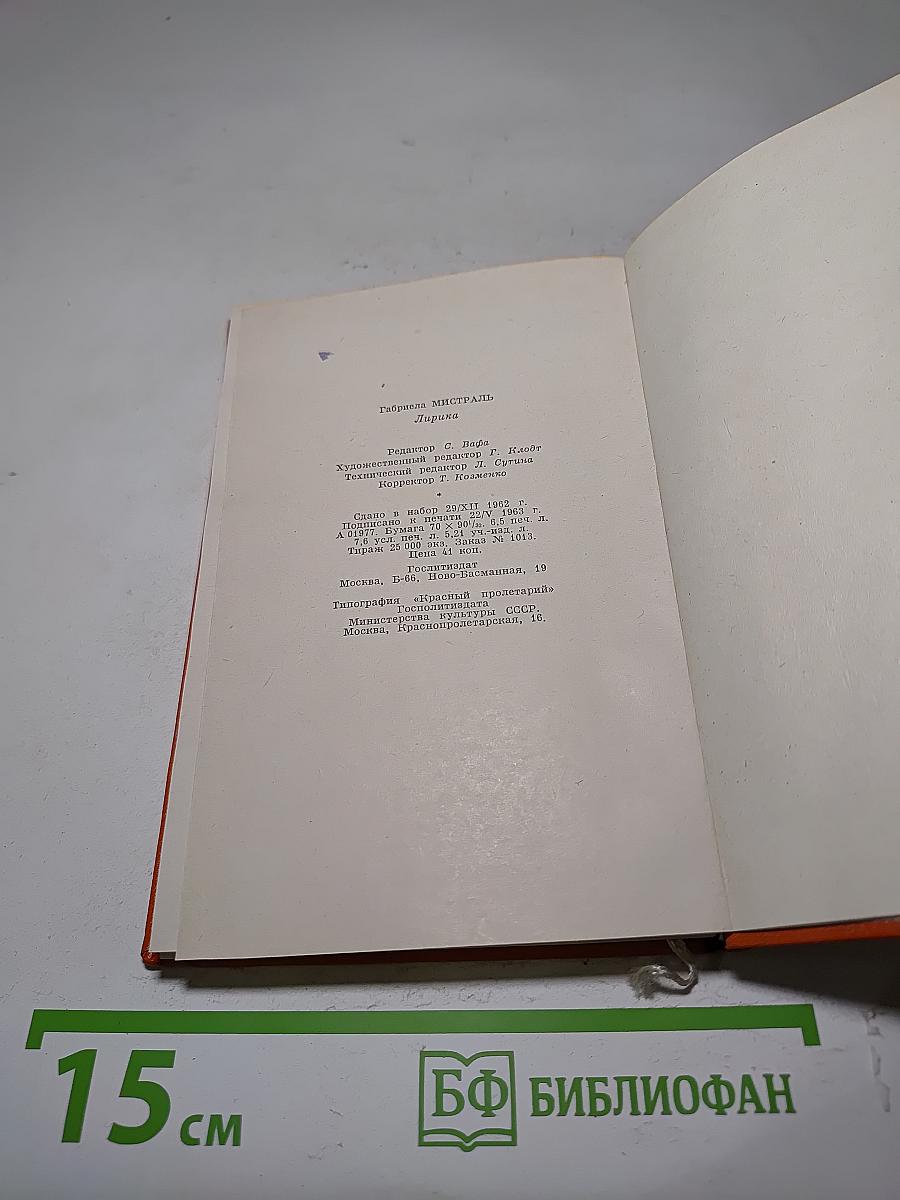 Габриела МИСТРАЛЬ
Лирика
Редактор С. Вафа
Художественный редактор Г. Клодт
Технический редактор Л. Сутина
Корректор Т. Козменко
*
Сдано в набор 29/XII 1962 г.
Подписано к печати 22/V 1963 г.
А 01977. Бумага 70 × 90¹/₃₂. 6,5 печ. л.
7,6 усл. печ. л. 5,21 уч.-изд. л.
Тираж 25 000 экз. Заказ № 1013.
Цена 41 коп.
Гослитиздат
Москва, Б-66, Ново-Басманная, 19
Типография «Красный пролетарий»
Госполитиздата
Министерства культуры СССР.
Москва, Краснопролетарская, 16.
15 см
БФ БИБЛИОФАН